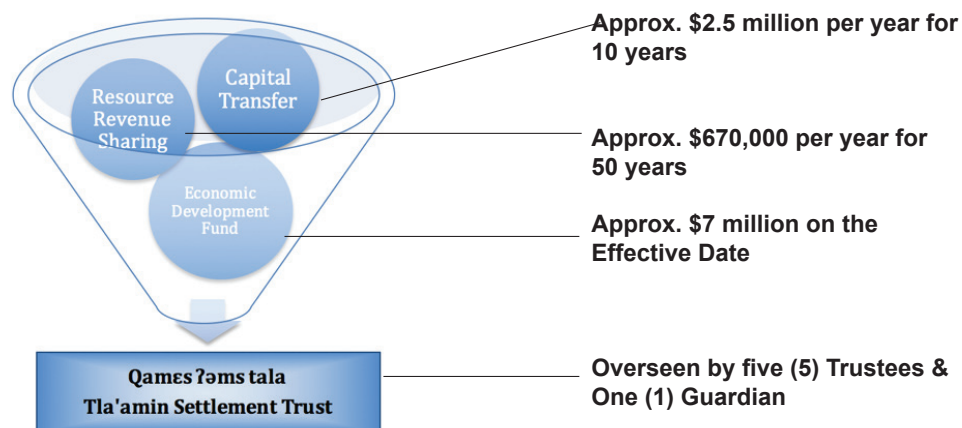 Approx. $2.5 million per year for
10 years
Capital
Transfer
Resource
Revenue
Sharing
Approx. $670,000 per year for
50 years
Economic
Development
Fund
Approx. $7 million on the
Effective Date
Qamɛs ʔəms tala
Tla'amin Settlement Trust
Overseen by five (5) Trustees &
One (1) Guardian